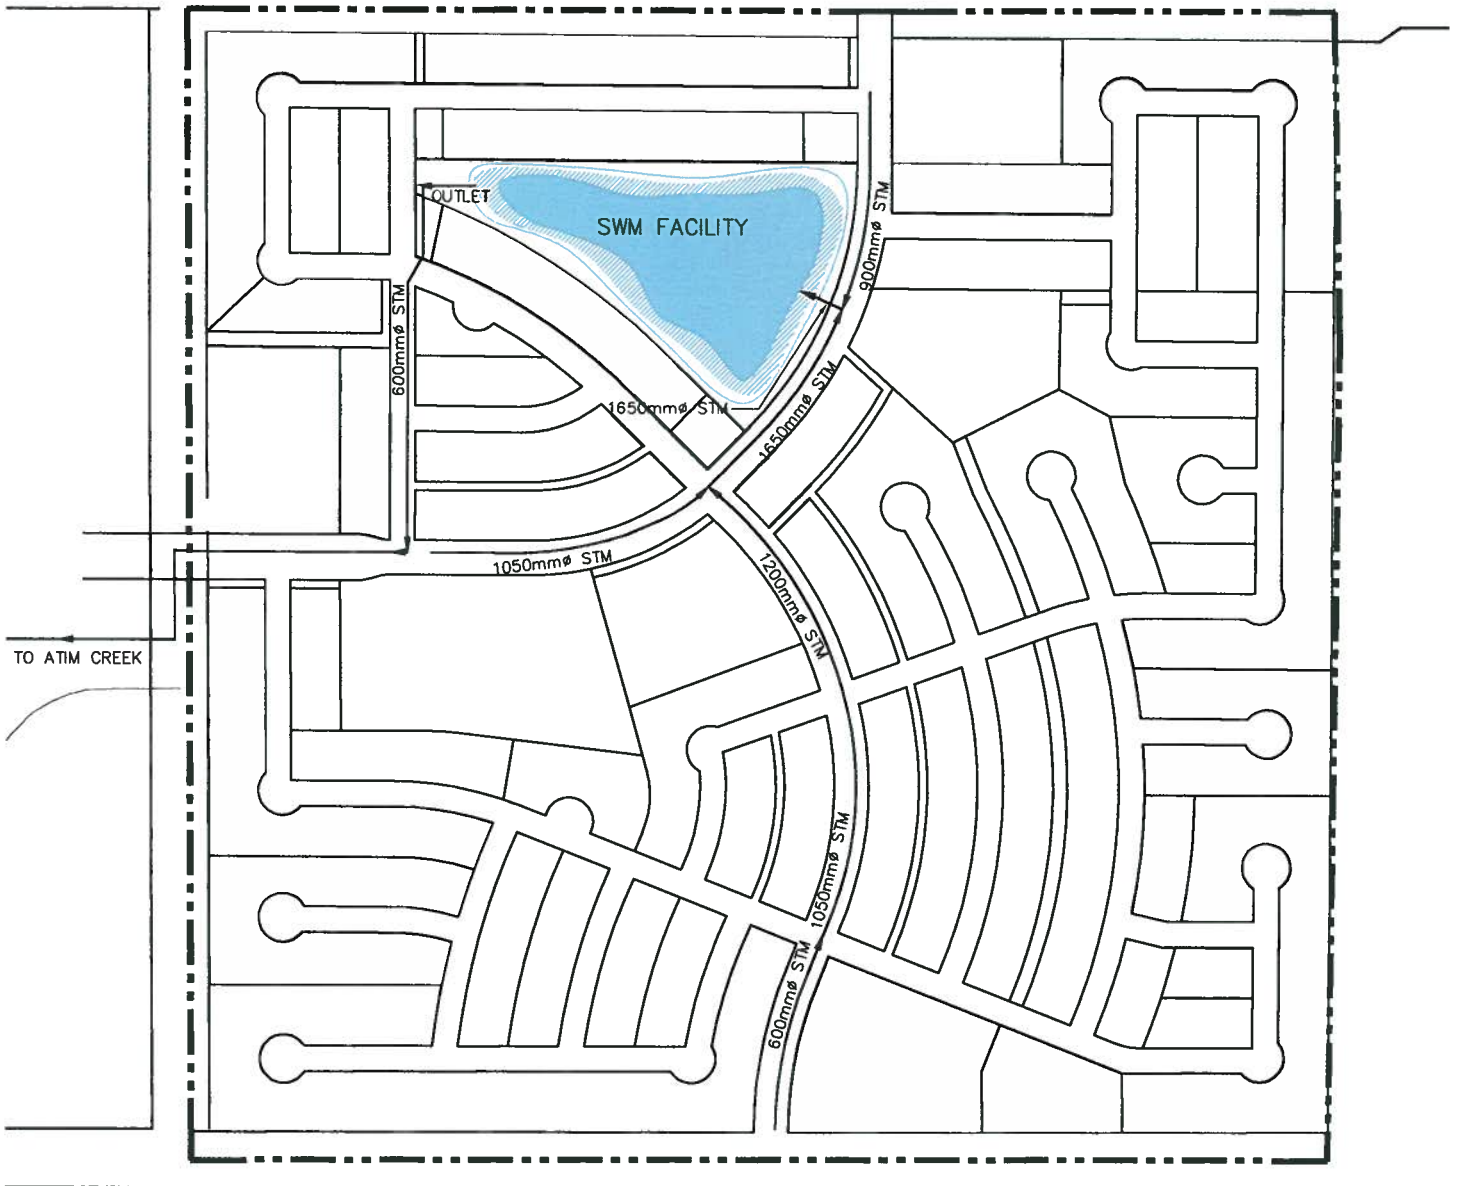 OUTLET
SWM FACILITY
900mmø STM
600mmø STM
1650mmø STM
1650mmø STM
1050mmø STM
1200mmø STM
TO ATIM CREEK
1050mmø STM
600mmø STM